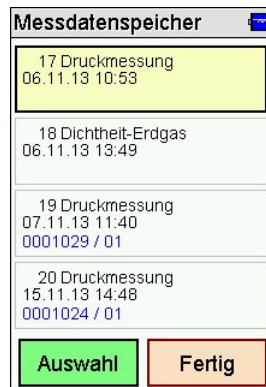 Messdatenspeicher
17 Druckmessung
06.11.13 10:53
18 Dichtheit-Erdgas
06.11.13 13:49
19 Druckmessung
07.11.13 11:40
0001029 / 01
20 Druckmessung
15.11.13 14:48
0001024 / 01
Auswahl
Fertig